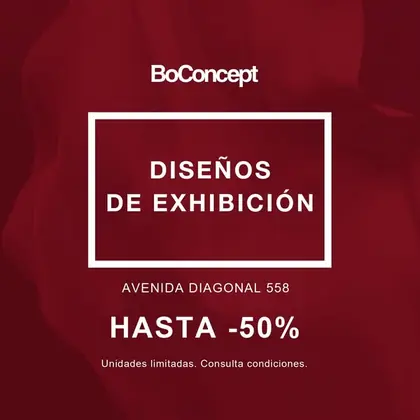 BoConcept
DISEÑOS
DE EXHIBICIÓN
AVENIDA DIAGONAL 558
HASTA -50%
Unidades limitadas. Consulta condiciones.